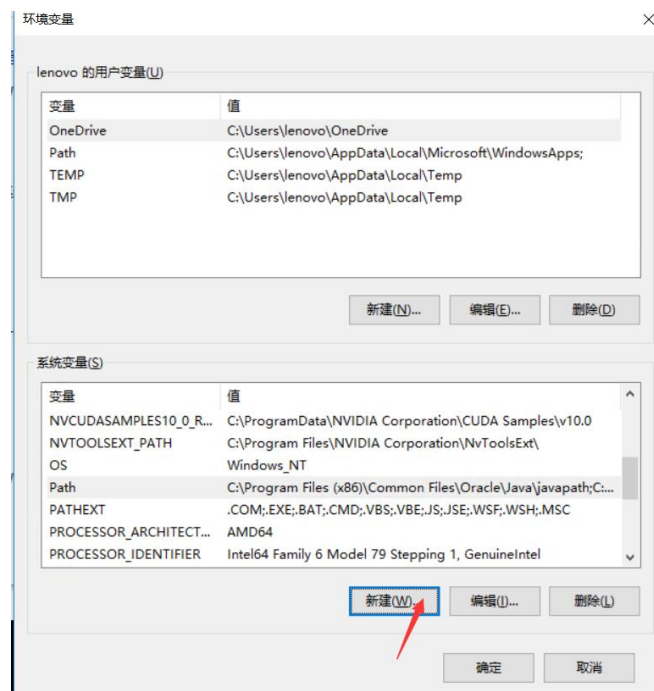 环境变量
lenovo 的用户变量(U)
变量 值
OneDrive C:\Users\lenovo\OneDrive
Path C:\Users\lenovo\AppData\Local\Microsoft\WindowsApps;
TEMP C:\Users\lenovo\AppData\Local\Temp
TMP C:\Users\lenovo\AppData\Local\Temp
新建(N)... 编辑(E)... 删除(D)
系统变量(S)
变量 值
NVCUDASAMPLES10_0_R... C:\ProgramData\NVIDIA Corporation\CUDA Samples\v10.0
NVTOOLSEXT_PATH C:\Program Files\NVIDIA Corporation\NvToolsExt\
OS Windows_NT
Path C:\Program Files (x86)\Common Files\Oracle\Java\javapath;C:...
PATHEXT .COM;.EXE;.BAT;.CMD;.VBS;.VBE;.JS;.JSE;.WSF;.WSH;.MSC
PROCESSOR_ARCHITECT... AMD64
PROCESSOR_IDENTIFIER Intel64 Family 6 Model 79 Stepping 1, GenuineIntel
新建(W)... 编辑(I)... 删除(L)
确定 取消